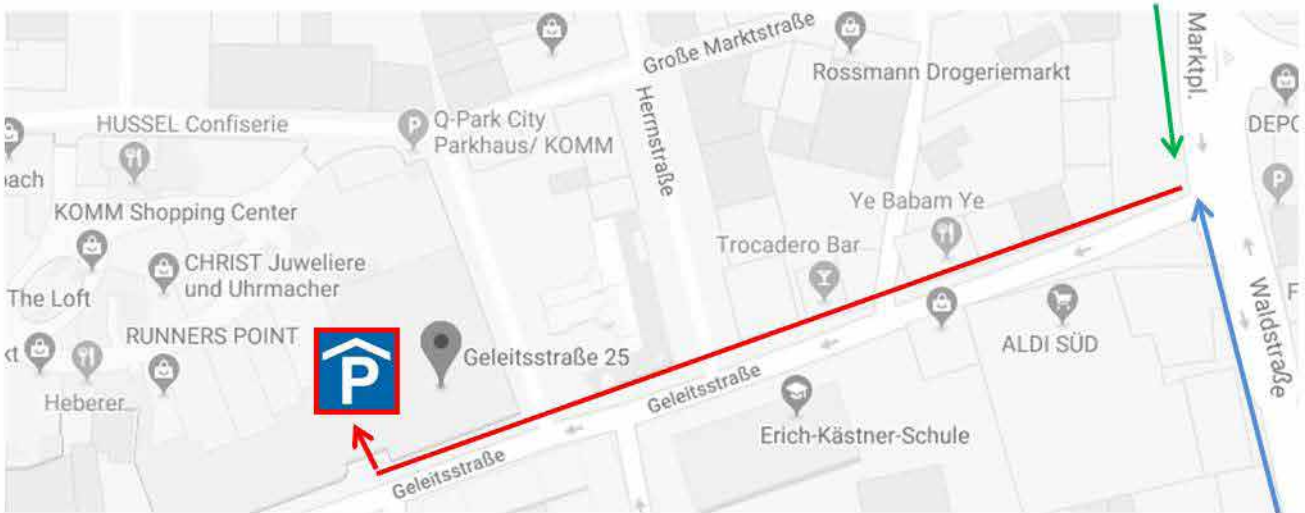 Große Marktstraße
Marktpl.
Rossmann Drogeriemarkt
HUSSEL Confiserie
P
Q-Park City
Parkhaus/ KOMM
Herrnstraße
DEPO
bach
P
KOMM Shopping Center
Ye Babam Ye
Trocadero Bar
CHRIST Juweliere
und Uhrmacher
The Loft
Waldstraße
F
RUNNERS POINT
P
Geleitsstraße 25
ALDI SÜD
kt
Heberer
Geleitsstraße
Erich-Kästner-Schule
Geleitsstraße